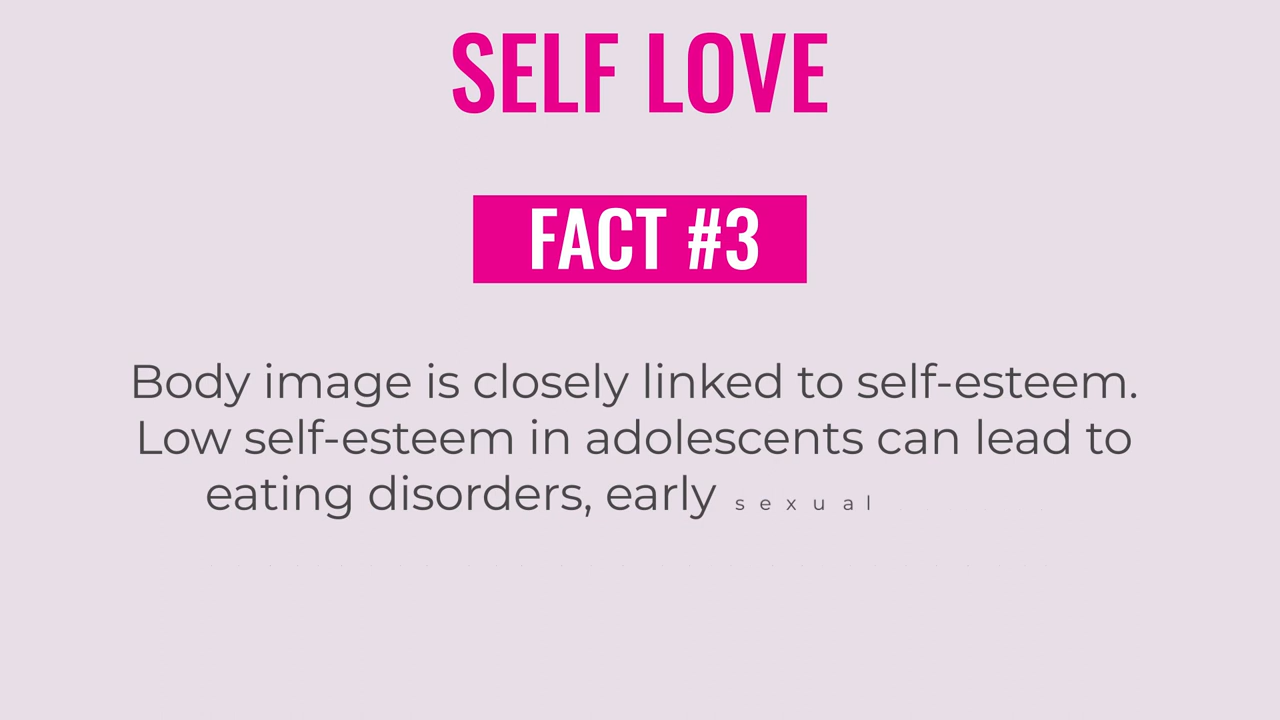 SELF LOVE
FACT #3
Body image is closely linked to self-esteem.
Low self-esteem in adolescents can lead to
eating disorders, early sexual